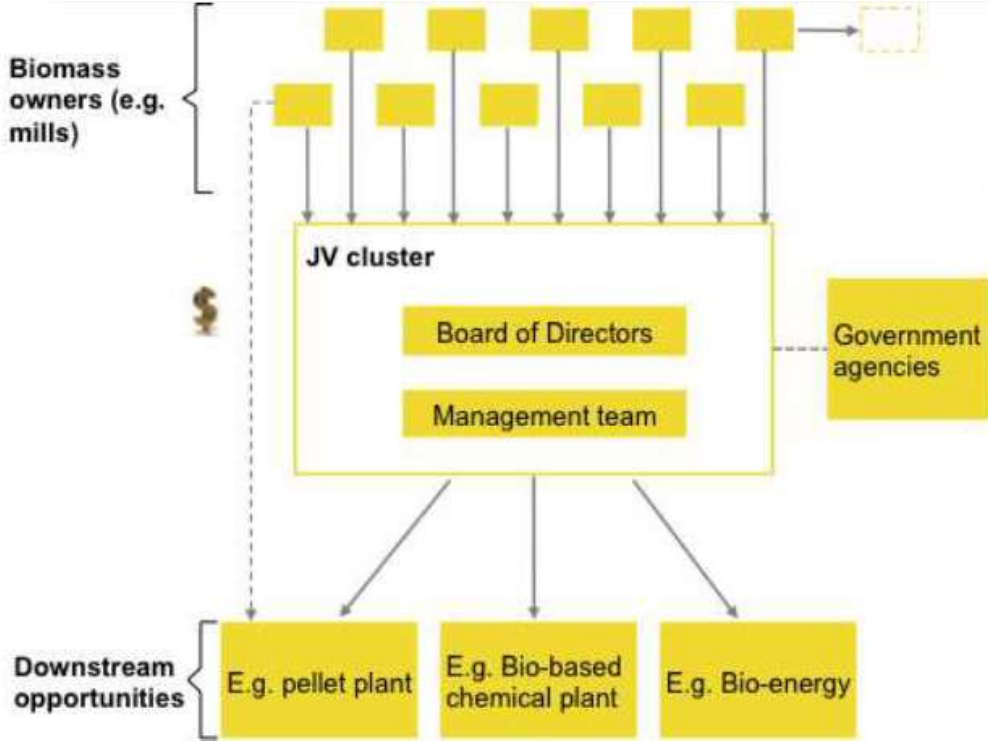 Biomass
owners (e.g.
mills)
JV cluster
Board of Directors
Management team
$
Government
agencies
Downstream
opportunities
E.g. pellet plant
E.g. Bio-based
chemical plant
E.g. Bio-energy